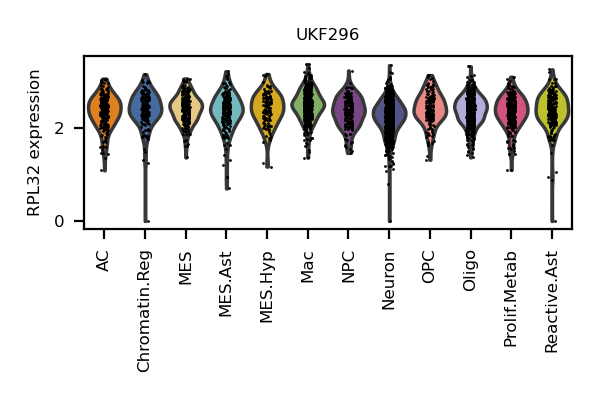 UKF296
RPL32 expression
2
0
AC
Chromatin.Reg
MES
MES.Ast
MES.Hyp
Mac
NPC
Neuron
OPC
Oligo
Prolif.Metab
Reactive.Ast